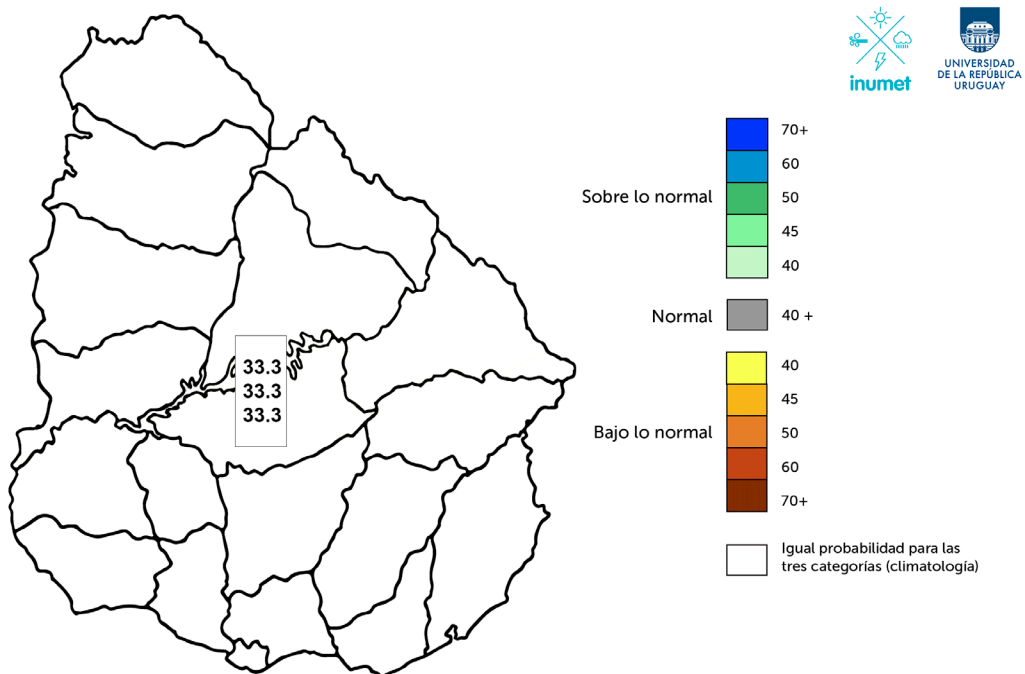 inumet
UNIVERSIDAD
DE LA REPÚBLICA
URUGUAY
Sobre lo normal
70+
60
50
45
40
Normal
40 +
Bajo lo normal
40
45
50
60
70+
Igual probabilidad para las
tres categorías (climatología)
33.3
33.3
33.3